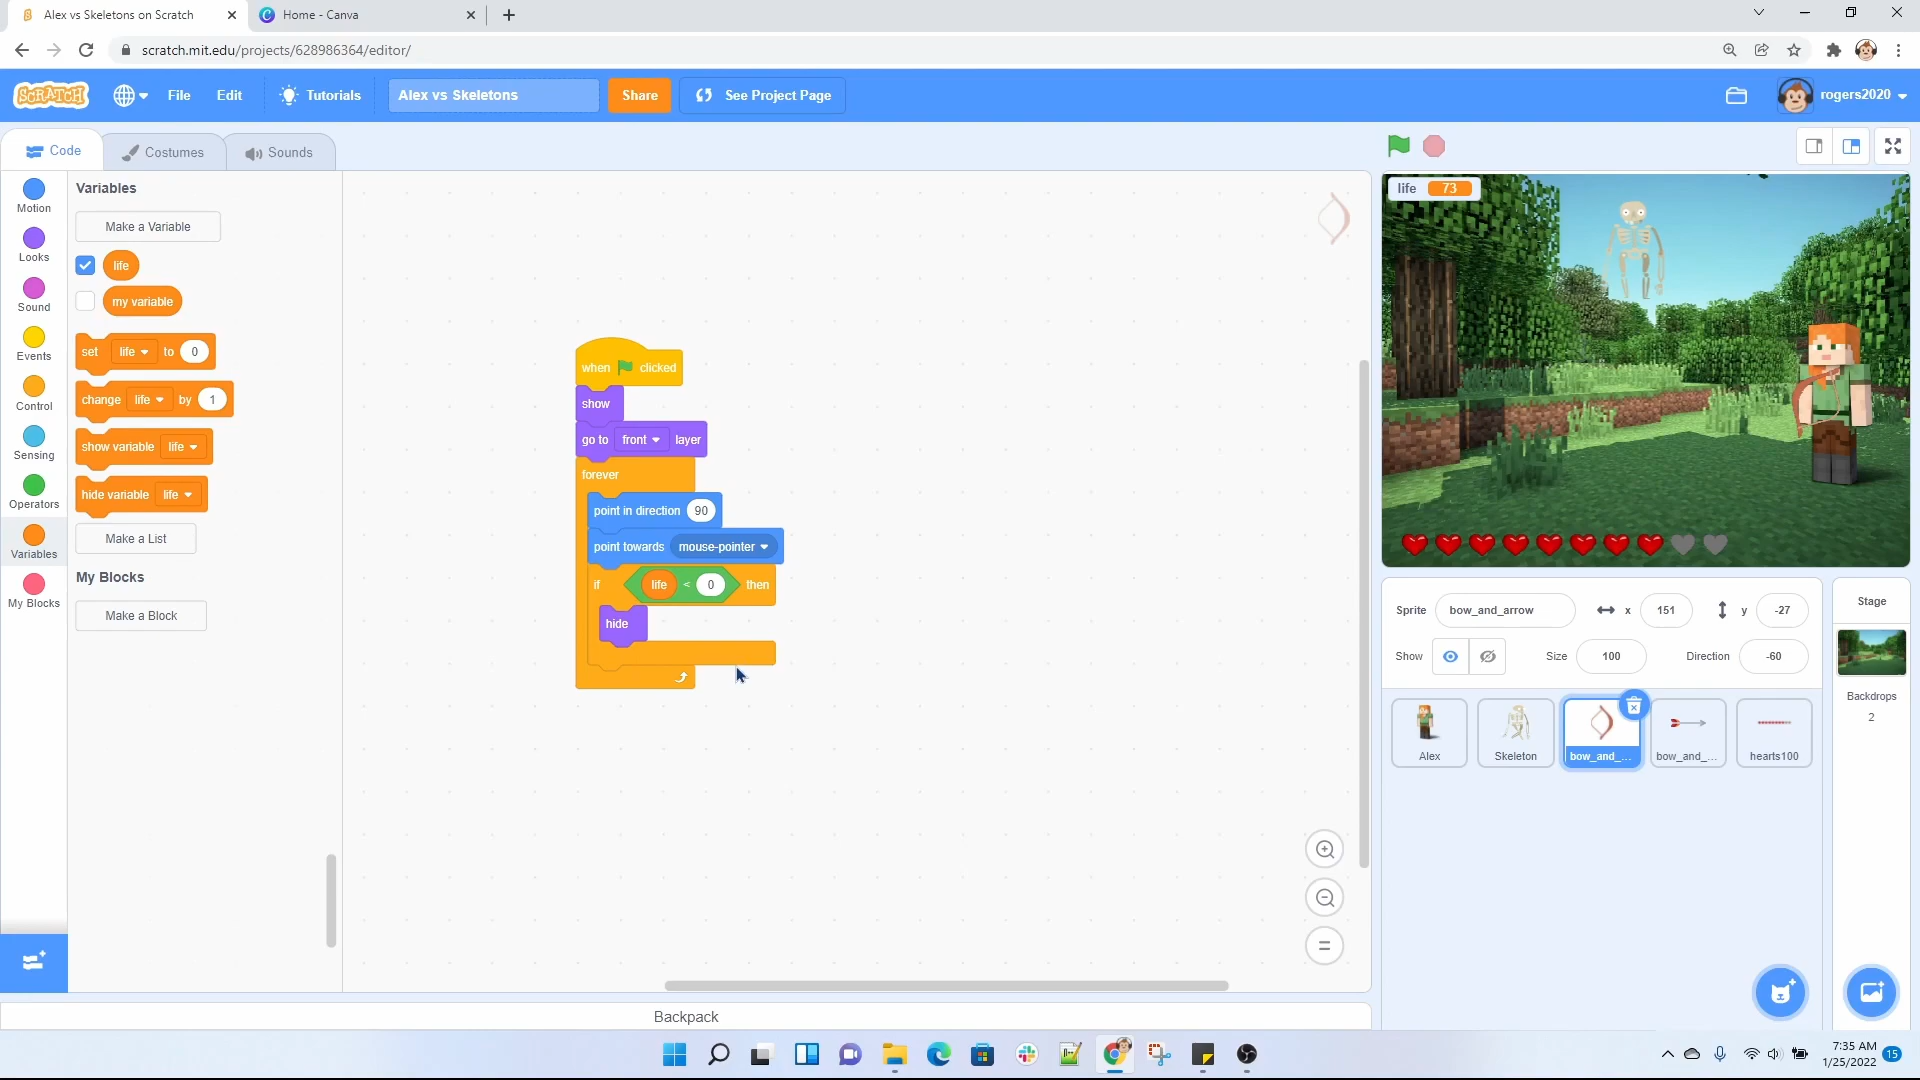 Alex vs Skeletons on Scratch
Home - Canva
scratch.mit.edu/projects/628986364/editor/
SCRATCH
File
Edit
Tutorials
Alex vs Skeletons
Share
See Project Page
rogers2020
Code
Costumes
Sounds
Motion
Looks
Sound
Events
Control
Sensing
Operators
Variables
My Blocks
Variables
Make a Variable
life
my variable
set life to 0
change life by 1
show variable life
hide variable life
Make a List
My Blocks
Make a Block
when clicked
show
go to front layer
forever
point in direction 90
point towards mouse-pointer
if life < 0 then
hide
life 73
Sprite bow_and_arrow x 151 y -27
Show Size 100 Direction -60
Alex
Skeleton
bow_and_...
bow_and_...
hearts100
Stage
Backdrops
2
Backpack
7:35 AM
1/25/2022
15